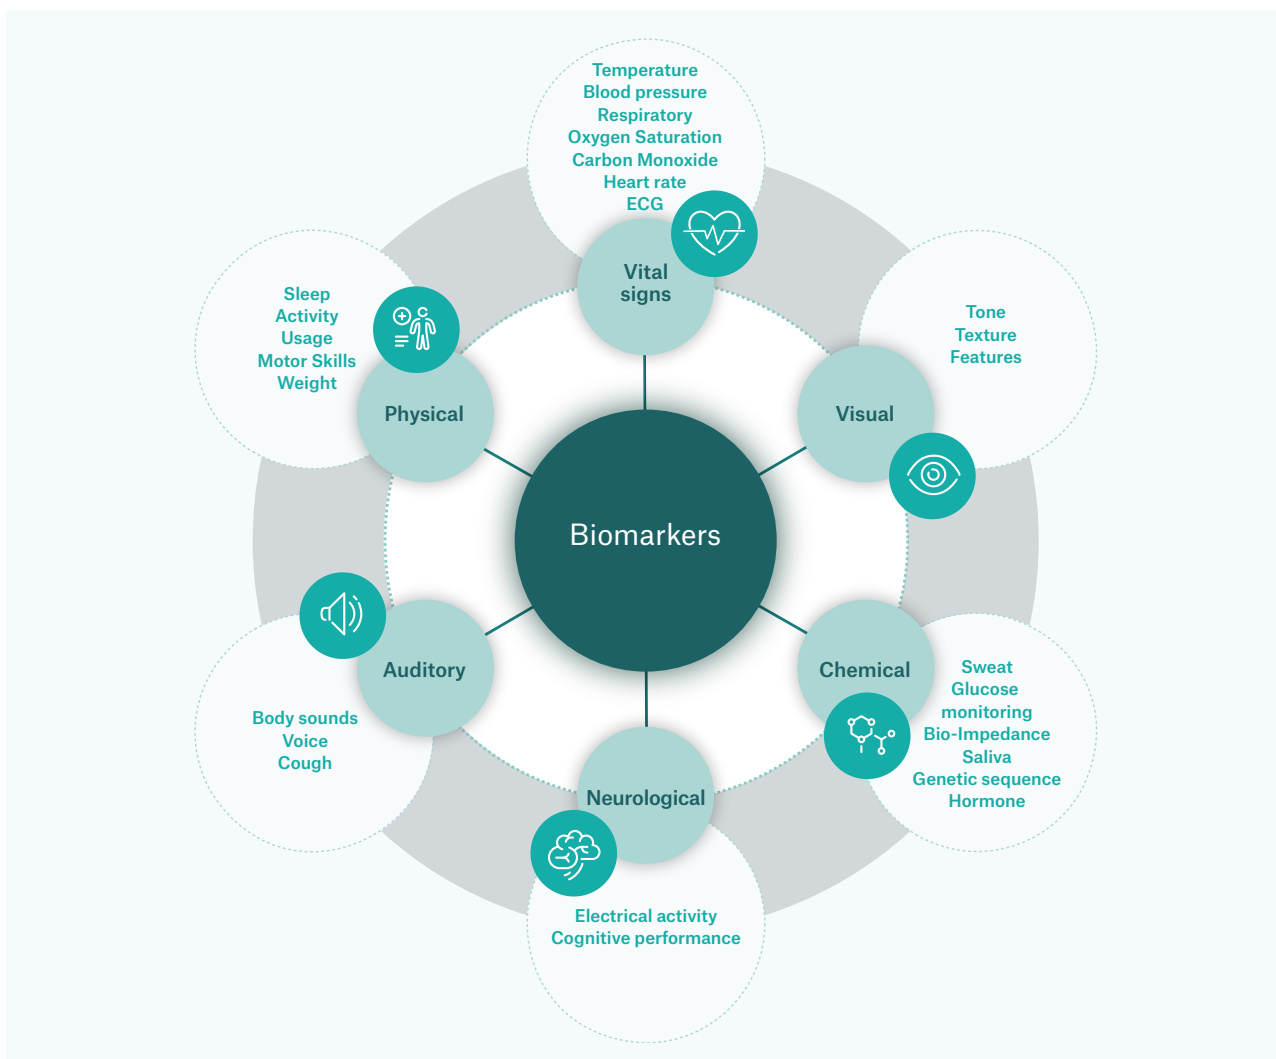 Temperature
Blood pressure
Respiratory
Oxygen Saturation
Carbon Monoxide
Heart rate
ECG
Vital
signs
Tone
Texture
Features
Visual
Sleep
Activity
Usage
Motor Skills
Weight
Physical
Biomarkers
Auditory
Body sounds
Voice
Cough
Chemical
Sweat
Glucose
monitoring
Bio-Impedance
Saliva
Genetic sequence
Hormone
Neurological
Electrical activity
Cognitive performance